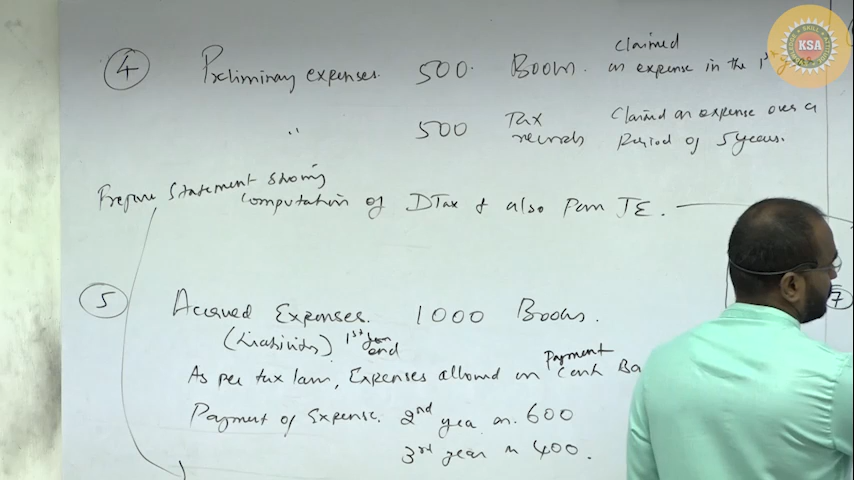 4 Preliminary expenses. 500. Books. claimed
an expense in the 1st year
" 500 Tax Claimed an expense over a
records Period of 5 years.
Prepare Statement showing
computation of DTax & also Pass JE.
5 Accrued Expenses. 1000 Books.
(Liability) 1st year
end
As per tax law, Expenses allowed on Payment Cash Ba
Payment of Expense. 2nd year on 600
3rd year on 400.
7
KSA